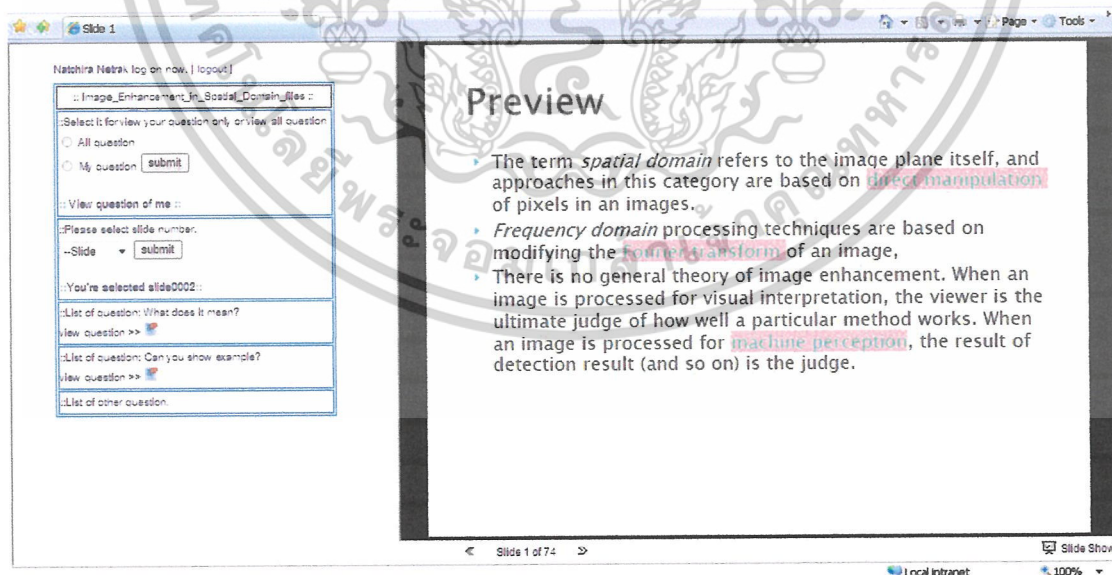 Slide 1
Page
Tools
Natchira Netrak log on now. | logout |
:: Image_Enhancement_in_Spatial_Domain_files ::
::Select it for view your question only or view all question
All question
My question submit
:: View question of me ::
::Please select slide number.
--Slide submit
::You're selected slide0002::
::List of question: What does it mean?
view question >>
::List of question: Can you show example?
view question >>
::List of other question.
Preview
The term spatial domain refers to the image plane itself, and
approaches in this category are based on direct manipulation
of pixels in an images.
Frequency domain processing techniques are based on
modifying the Fourier transform of an image,
There is no general theory of image enhancement. When an
image is processed for visual interpretation, the viewer is the
ultimate judge of how well a particular method works. When
an image is processed for machine perception, the result of
detection result (and so on) is the judge.
Slide 1 of 74
Slide Show
Local intranet
100%